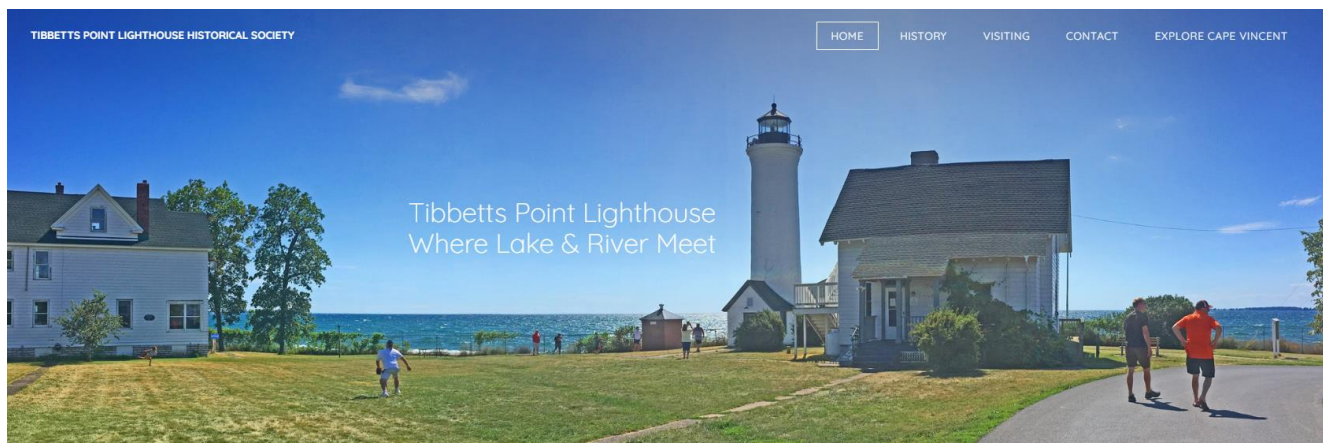 TIBBETTS POINT LIGHTHOUSE HISTORICAL SOCIETY
HOME
HISTORY
VISITING
CONTACT
EXPLORE CAPE VINCENT
Tibbetts Point Lighthouse
Where Lake & River Meet